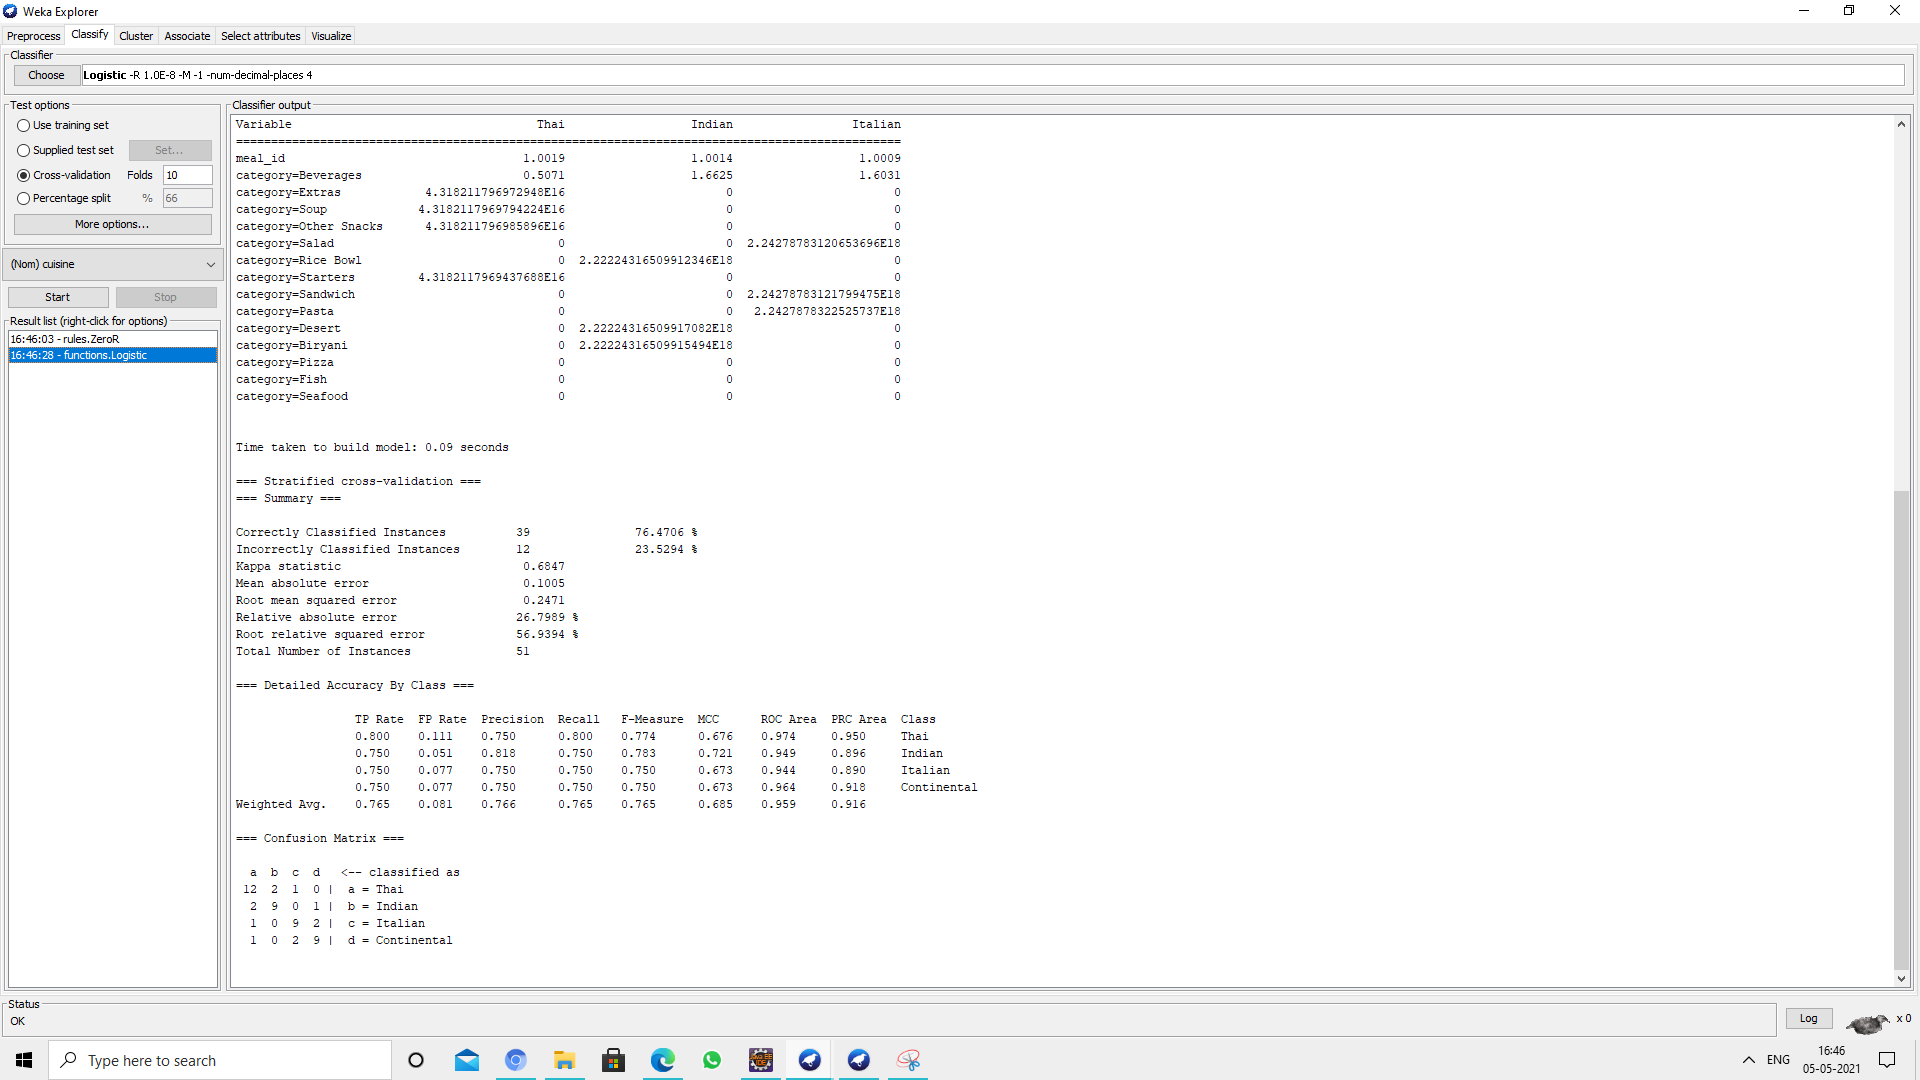 Weka Explorer
Preprocess Classify Cluster Associate Select attributes Visualize
Classifier
Choose Logistic -R 1.0E-8 -M -1 -num-decimal-places 4
Test options
Use training set
Supplied test set Set...
Cross-validation Folds 10
Percentage split % 66
More options...
(Nom) cuisine
Start Stop
Result list (right-click for options)
16:46:03 - rules.ZeroR
16:46:28 - functions.Logistic
Classifier output
Variable Thai Indian Italian
===============================================================================================
meal_id 1.0019 1.0014 1.0009
category=Beverages 0.5071 1.6625 1.6031
category=Extras 4.318211796972948E16 0 0
category=Soup 4.3182117969794224E16 0 0
category=Other Snacks 4.318211796985896E16 0 0
category=Salad 0 0 2.24278783120653696E18
category=Rice Bowl 0 2.22224316509912346E18 0
category=Starters 4.3182117969437688E16 0 0
category=Sandwich 0 0 2.24278783121799475E18
category=Pasta 0 0 2.2427878322525737E18
category=Desert 0 2.22224316509917082E18 0
category=Biryani 0 2.22224316509915494E18 0
category=Pizza 0 0 0
category=Fish 0 0 0
category=Seafood 0 0 0
Time taken to build model: 0.09 seconds
=== Stratified cross-validation ===
=== Summary ===
Correctly Classified Instances 39 76.4706 %
Incorrectly Classified Instances 12 23.5294 %
Kappa statistic 0.6847
Mean absolute error 0.1005
Root mean squared error 0.2471
Relative absolute error 26.7989 %
Root relative squared error 56.9394 %
Total Number of Instances 51
=== Detailed Accuracy By Class ===
TP Rate FP Rate Precision Recall F-Measure MCC ROC Area PRC Area Class
0.800 0.111 0.750 0.800 0.774 0.676 0.974 0.950 Thai
0.750 0.051 0.818 0.750 0.783 0.721 0.949 0.896 Indian
0.750 0.077 0.750 0.750 0.750 0.673 0.944 0.890 Italian
0.750 0.077 0.750 0.750 0.750 0.673 0.964 0.918 Continental
Weighted Avg. 0.765 0.081 0.766 0.765 0.765 0.685 0.959 0.916
=== Confusion Matrix ===
a b c d <-- classified as
12 2 1 0 | a = Thai
2 9 0 1 | b = Indian
1 0 9 2 | c = Italian
1 0 2 9 | d = Continental
Status
OK
Log x 0
Type here to search
ENG 16:46
05-05-2021